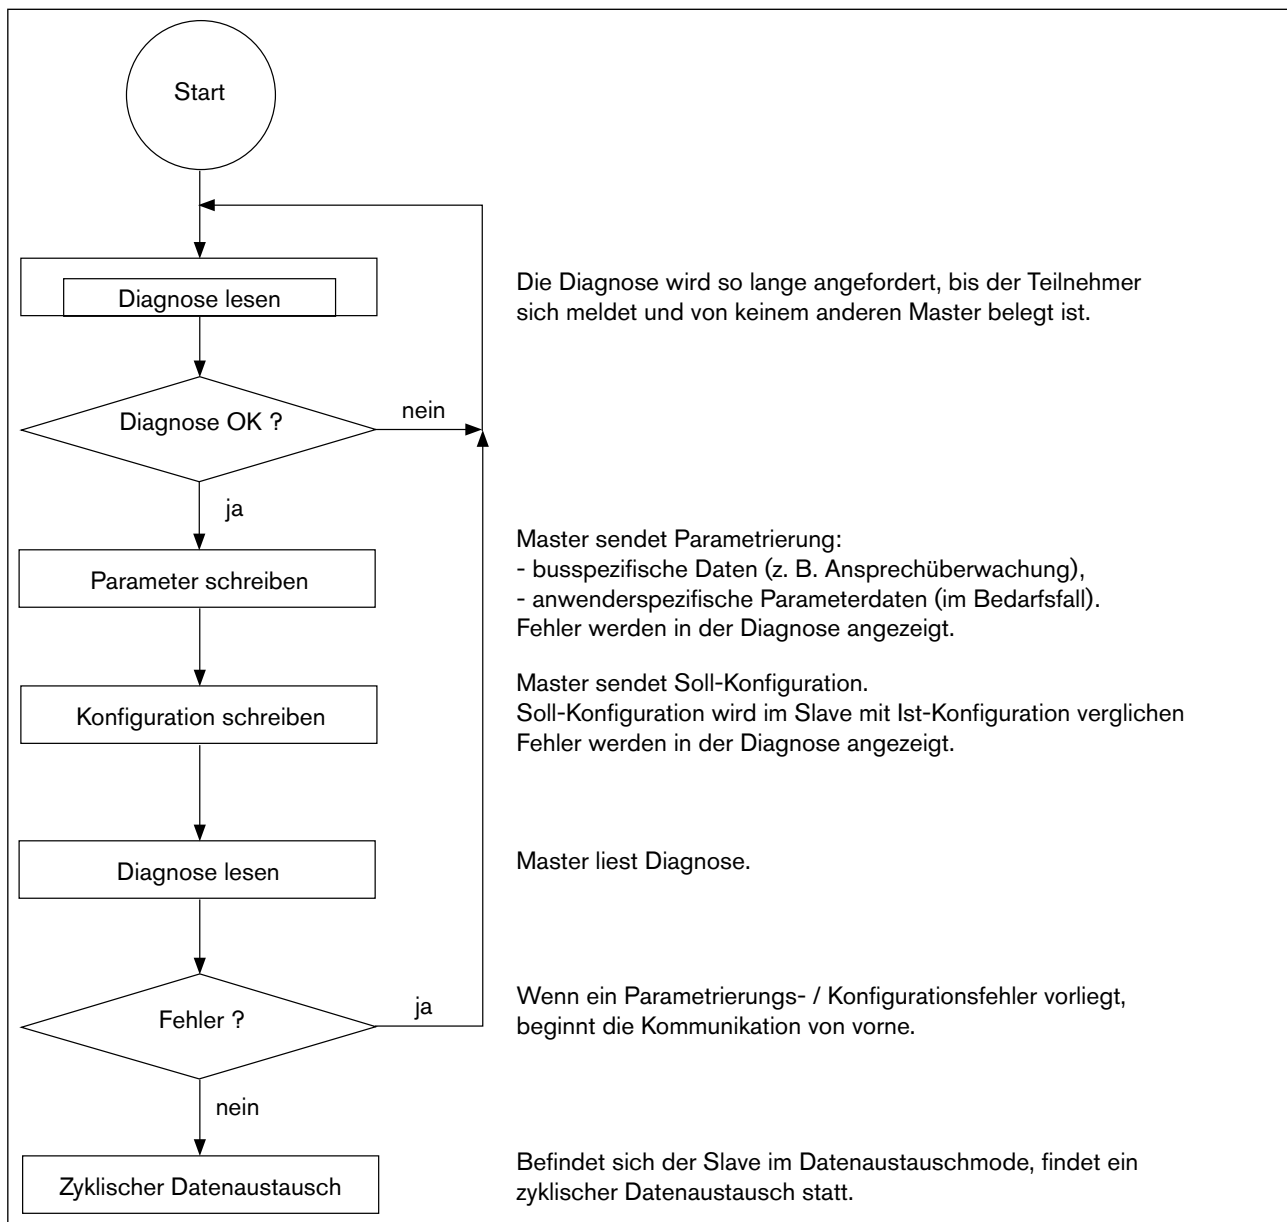 Start
Diagnose lesen
Die Diagnose wird so lange angefordert, bis der Teilnehmer
sich meldet und von keinem anderen Master belegt ist.
Diagnose OK ?
nein
ja
Parameter schreiben
Master sendet Parametrierung:
- busspezifische Daten (z. B. Ansprechüberwachung),
- anwenderspezifische Parameterdaten (im Bedarfsfall).
Fehler werden in der Diagnose angezeigt.
Konfiguration schreiben
Master sendet Soll-Konfiguration.
Soll-Konfiguration wird im Slave mit Ist-Konfiguration verglichen
Fehler werden in der Diagnose angezeigt.
Diagnose lesen
Master liest Diagnose.
Fehler ?
ja
Wenn ein Parametrierungs- / Konfigurationsfehler vorliegt,
beginnt die Kommunikation von vorne.
nein
Zyklischer Datenaustausch
Befindet sich der Slave im Datenaustauschmode, findet ein
zyklischer Datenaustausch statt.